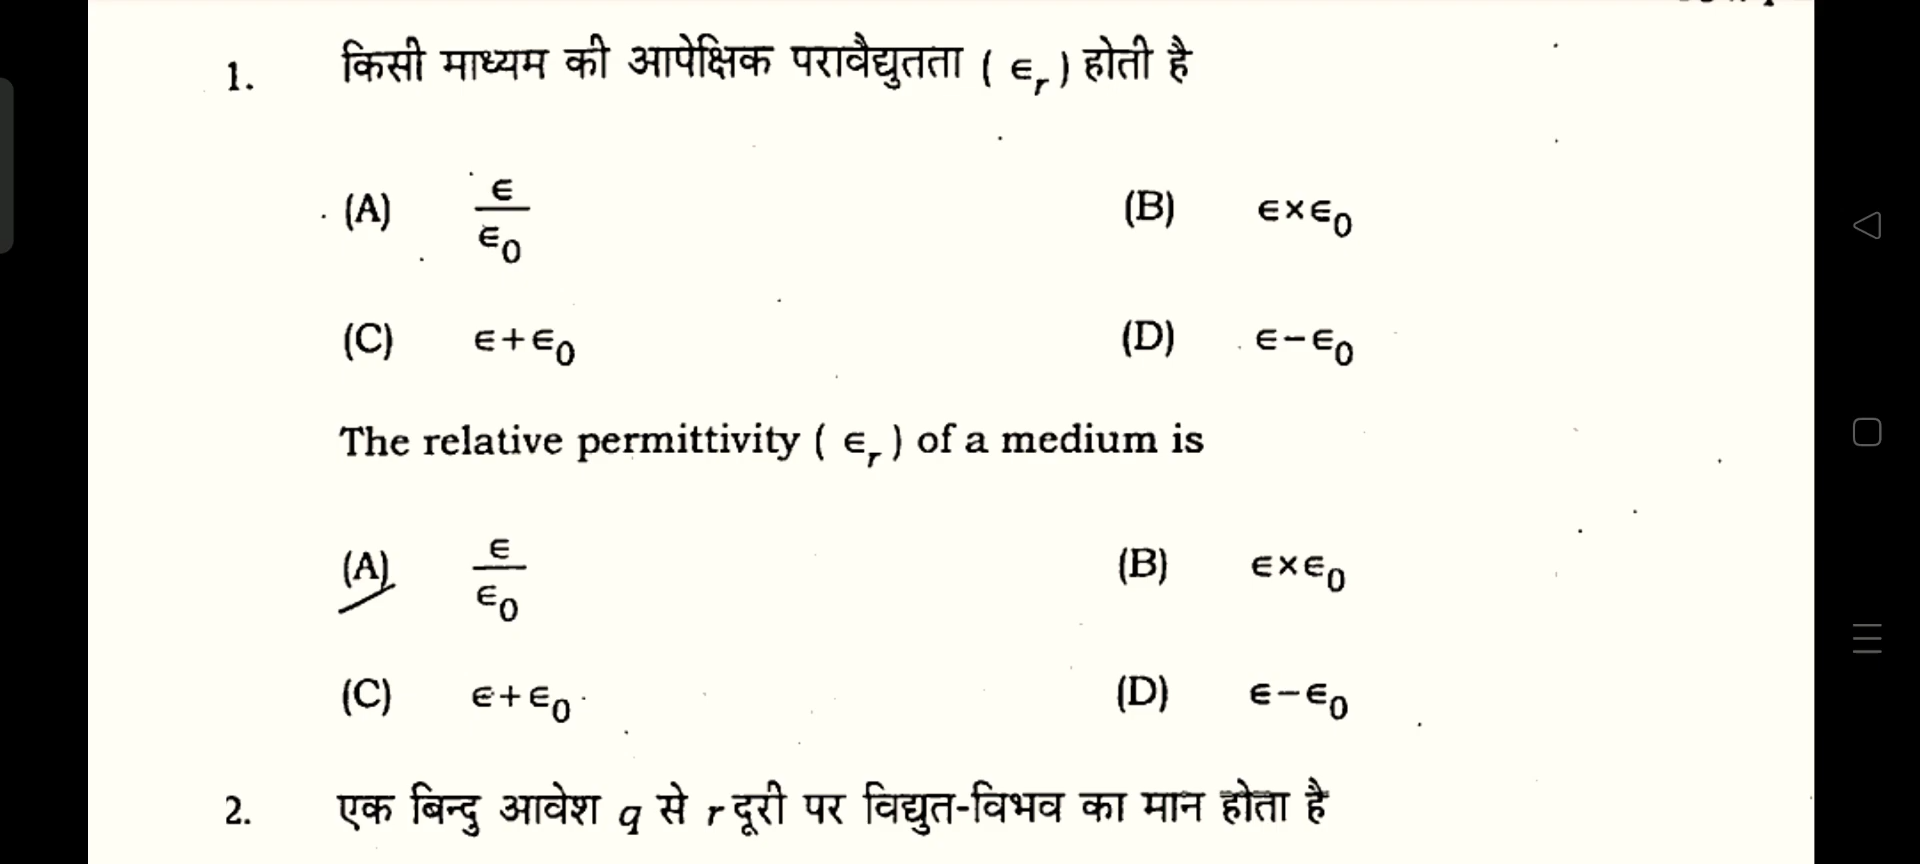 1. किसी माध्यम की आपेक्षिक परावैद्युतता ( ∈r ) होती है
(A) ∈/∈0 (B) ∈×∈0
(C) ∈+∈0 (D) ∈−∈0
The relative permittivity ( ∈r ) of a medium is
(A) ∈/∈0 (B) ∈×∈0
(C) ∈+∈0 (D) ∈−∈0
2. एक बिन्दु आवेश q से r दूरी पर विद्युत-विभव का मान होता है